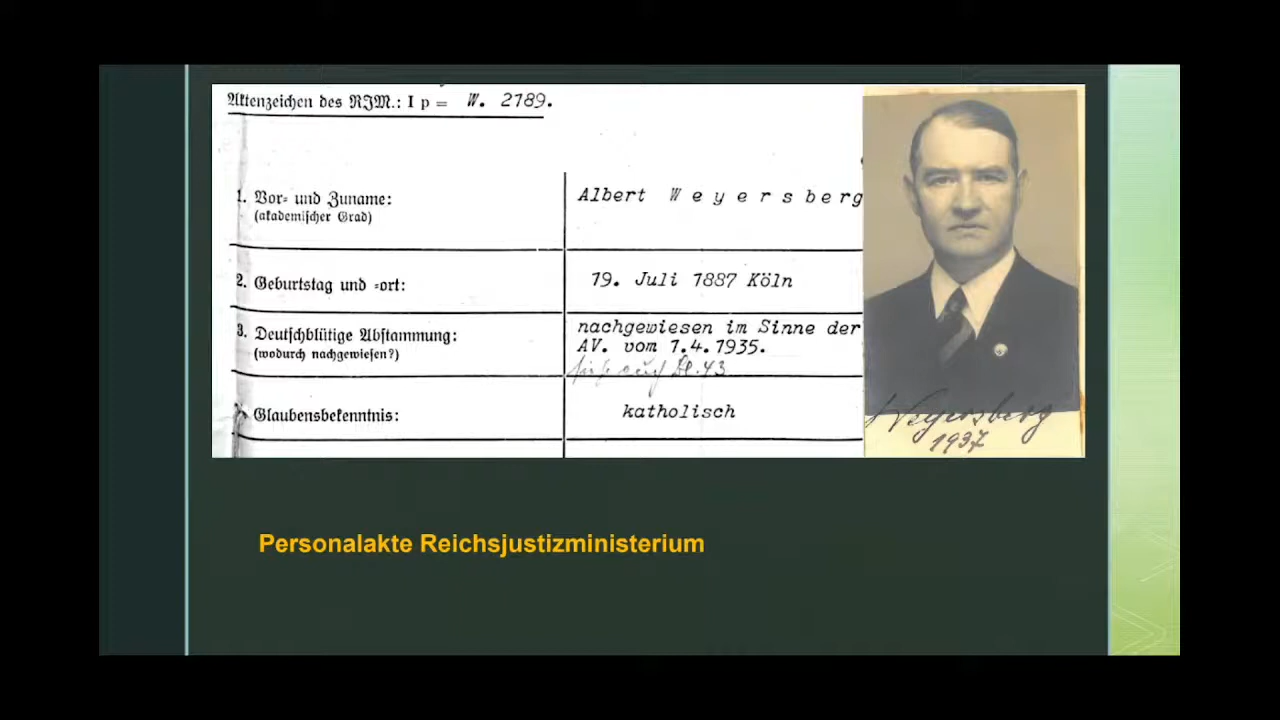 Aktenzeichen des RJM.: I p = W. 2789.
1. Vor- und Zuname:
(akademischer Grad)
Albert Weyersberg
2. Geburtstag und -ort:
19. Juli 1887 Köln
3. Deutschblütige Abstammung:
(wodurch nachgewiesen?)
nachgewiesen im Sinne der
AV. vom 1.4.1935.
Glaubensbekenntnis:
katholisch
Weyersberg
1937
Personalakte Reichsjustizministerium